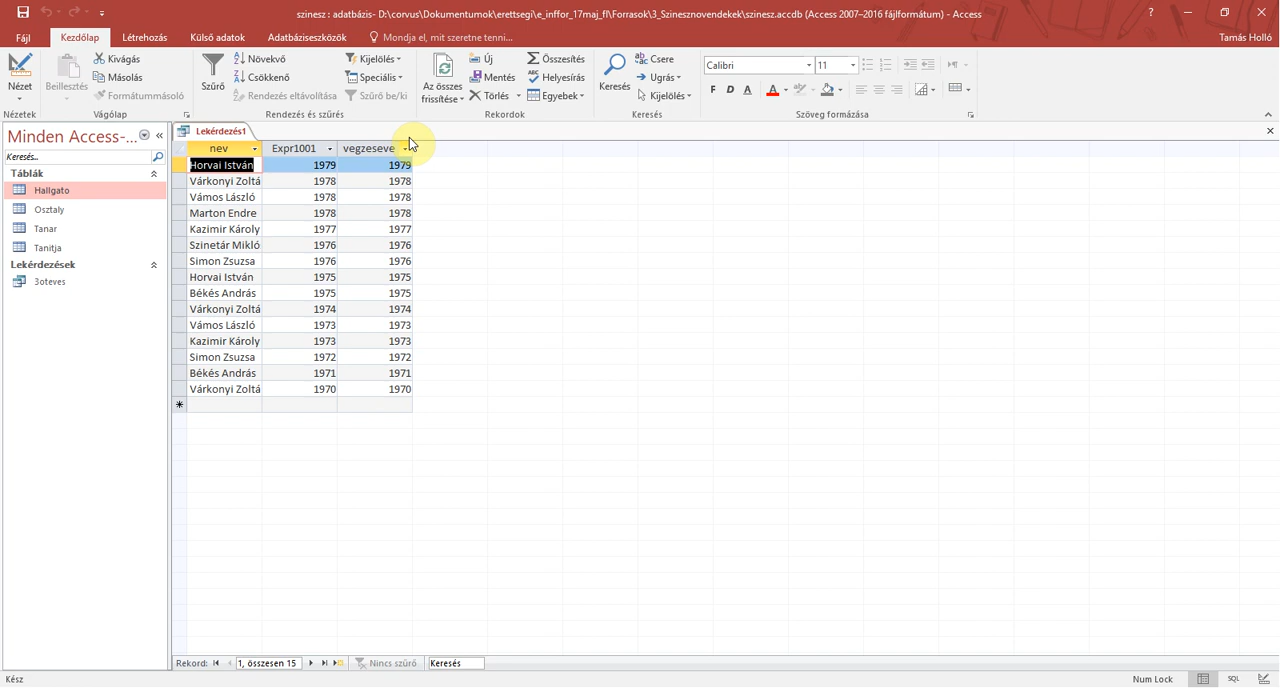 szinesz : adatbázis- D:\corvus\Dokumentumok\erettsegi\e_inffor_17maj_fl\Forrasok\3_Szinesznovendekek\szinesz.accdb (Access 2007–2016 fájlformátum) - Access
Fájl Kezdőlap Létrehozás Külső adatok Adatbáziseszközök Mondja el, mit szeretne tenni... Tamás Holló
Nézet
Nézetek
Beillesztés
Kivágás
Másolás
Formátummásoló
Vágólap
Szűrő
Növekvő
Csökkenő
Rendezés eltávolítása
Kijelölés
Speciális
Szűrő be/ki
Rendezés és szűrés
Az összes
frissítése
Új
Mentés
Törlés
Összesítés
Helyesírás
Egyebek
Rekordok
Keresés
Csere
Ugrás
Kijelölés
Keresés
Calibri 11
F D A
Szöveg formázása
Minden Access-...
Keresés...
Táblák
Hallgato
Osztaly
Tanar
Tanitja
Lekérdezések
3oteves
Lekérdezés1
nev Expr1001 vegzeseve
Horvai István 1979 1979
Várkonyi Zoltá 1978 1978
Vámos László 1978 1978
Marton Endre 1978 1978
Kazimir Károly 1977 1977
Szinetár Mikló 1976 1976
Simon Zsuzsa 1976 1976
Horvai István 1975 1975
Békés András 1975 1975
Várkonyi Zoltá 1974 1974
Vámos László 1973 1973
Kazimir Károly 1973 1973
Simon Zsuzsa 1972 1972
Békés András 1971 1971
Várkonyi Zoltá 1970 1970
Rekord: 1, összesen 15 Nincs szűrő Keresés
Kész Num Lock SQL